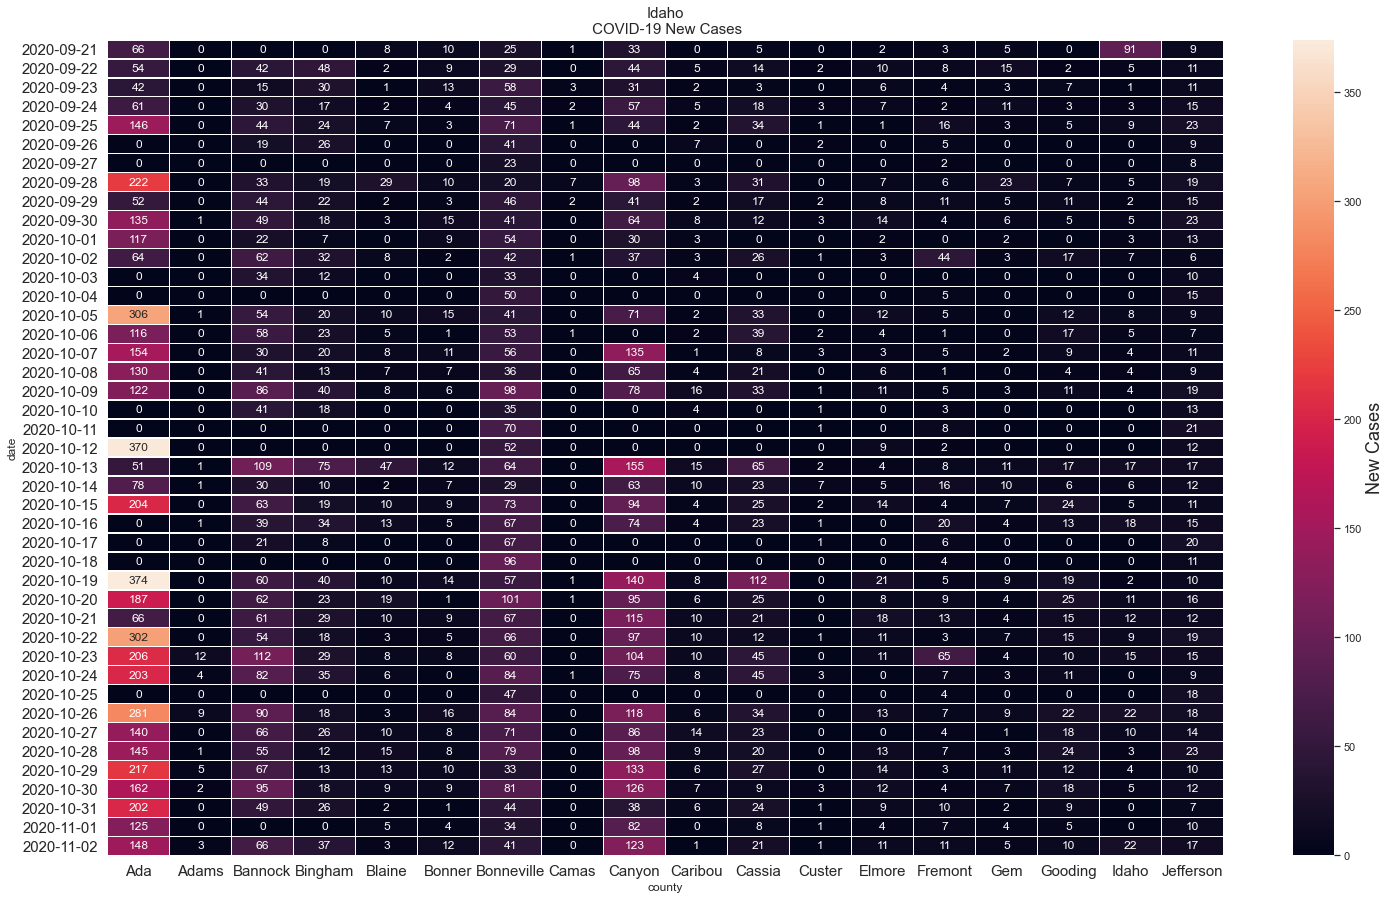 Idaho
COVID-19 New Cases
2020-09-21 66 0 0 0 8 10 25 1 33 0 5 0 2 3 5 0 91 9
2020-09-22 54 0 42 48 2 9 29 0 44 5 14 2 10 8 15 2 5 11
2020-09-23 42 0 15 30 1 13 58 3 31 2 3 0 6 4 3 7 1 11
2020-09-24 61 0 30 17 2 4 45 2 57 5 18 3 7 2 11 3 3 15
2020-09-25 146 0 44 24 7 3 71 1 44 2 34 1 1 16 3 5 9 23
2020-09-26 0 0 19 26 0 0 41 0 0 7 0 2 0 5 0 0 0 9
2020-09-27 0 0 0 0 0 0 23 0 0 0 0 0 0 2 0 0 0 8
2020-09-28 222 0 33 19 29 10 20 7 98 3 31 0 7 6 23 7 5 19
2020-09-29 52 0 44 22 2 3 46 2 41 2 17 2 8 11 5 11 2 15
2020-09-30 135 1 49 18 3 15 41 0 64 8 12 3 14 4 6 5 5 23
2020-10-01 117 0 22 7 0 9 54 0 30 3 0 0 2 0 2 0 3 13
2020-10-02 64 0 62 32 8 2 42 1 37 3 26 1 3 44 3 17 7 6
2020-10-03 0 0 34 12 0 0 33 0 0 4 0 0 0 0 0 0 0 10
2020-10-04 0 0 0 0 0 0 50 0 0 0 0 0 0 5 0 0 0 15
2020-10-05 306 1 54 20 10 15 41 0 71 2 33 0 12 5 0 12 8 9
2020-10-06 116 0 58 23 5 1 53 1 0 2 39 2 4 1 0 17 5 7
2020-10-07 154 0 30 20 8 11 56 0 135 1 8 3 3 5 2 9 4 11
2020-10-08 130 0 41 13 7 7 36 0 65 4 21 0 6 1 0 4 4 9
2020-10-09 122 0 86 40 8 6 98 0 78 16 33 1 11 5 3 11 4 19
2020-10-10 0 0 41 18 0 0 35 0 0 4 0 1 0 3 0 0 0 13
2020-10-11 0 0 0 0 0 0 70 0 0 0 0 1 0 8 0 0 0 21
2020-10-12 370 0 0 0 0 0 52 0 0 0 0 0 9 2 0 0 0 12
2020-10-13 51 1 109 75 47 12 64 0 155 15 65 2 4 8 11 17 17 17
2020-10-14 78 1 30 10 2 7 29 0 63 10 23 7 5 16 10 6 6 12
2020-10-15 204 0 63 19 10 9 73 0 94 4 25 2 14 4 7 24 5 11
2020-10-16 0 1 39 34 13 5 67 0 74 4 23 1 0 20 4 13 18 15
2020-10-17 0 0 21 8 0 0 67 0 0 0 0 1 0 6 0 0 0 20
2020-10-18 0 0 0 0 0 0 96 0 0 0 0 0 0 4 0 0 0 11
2020-10-19 374 0 60 40 10 14 57 1 140 8 112 0 21 5 9 19 2 10
2020-10-20 187 0 62 23 19 1 101 1 95 6 25 0 8 9 4 25 11 16
2020-10-21 66 0 61 29 10 9 67 0 115 10 21 0 18 13 4 15 12 12
2020-10-22 302 0 54 18 3 5 66 0 97 10 12 1 11 3 7 15 9 19
2020-10-23 206 12 112 29 8 8 60 0 104 10 45 0 11 65 4 10 15 15
2020-10-24 203 4 82 35 6 0 84 1 75 8 45 3 0 7 3 11 0 9
2020-10-25 0 0 0 0 0 0 47 0 0 0 0 0 0 4 0 0 0 18
2020-10-26 281 9 90 18 3 16 84 0 118 6 34 0 13 7 9 22 22 18
2020-10-27 140 0 66 26 10 8 71 0 86 14 23 0 0 4 1 18 10 14
2020-10-28 145 1 55 12 15 8 79 0 98 9 20 0 13 7 3 24 3 23
2020-10-29 217 5 67 13 13 10 33 0 133 6 27 0 14 3 11 12 4 10
2020-10-30 162 2 95 18 9 9 81 0 126 7 9 3 12 4 7 18 5 12
2020-10-31 202 0 49 26 2 1 44 0 38 6 24 1 9 10 2 9 0 7
2020-11-01 125 0 0 0 5 4 34 0 82 0 8 1 4 7 4 5 0 10
2020-11-02 148 3 66 37 3 12 41 0 123 1 21 1 11 11 5 10 22 17
Ada Adams Bannock Bingham Blaine Bonner Bonneville Camas Canyon Caribou Cassia Custer Elmore Fremont Gem Gooding Idaho Jefferson
county
date
350
300
250
200
150
100
50
0
New Cases